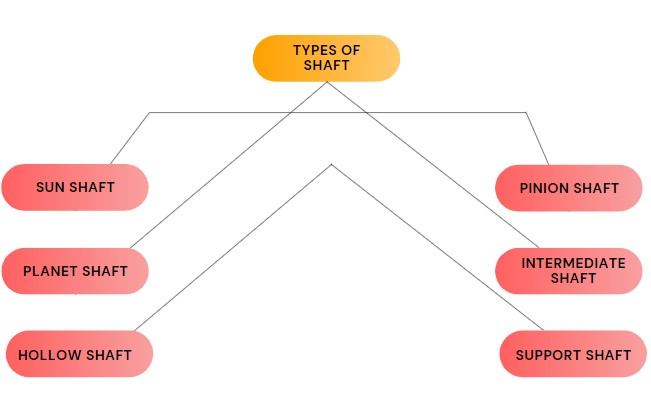 TYPES OF
SHAFT
SUN SHAFT
PINION SHAFT
PLANET SHAFT
INTERMEDIATE
SHAFT
HOLLOW SHAFT
SUPPORT SHAFT